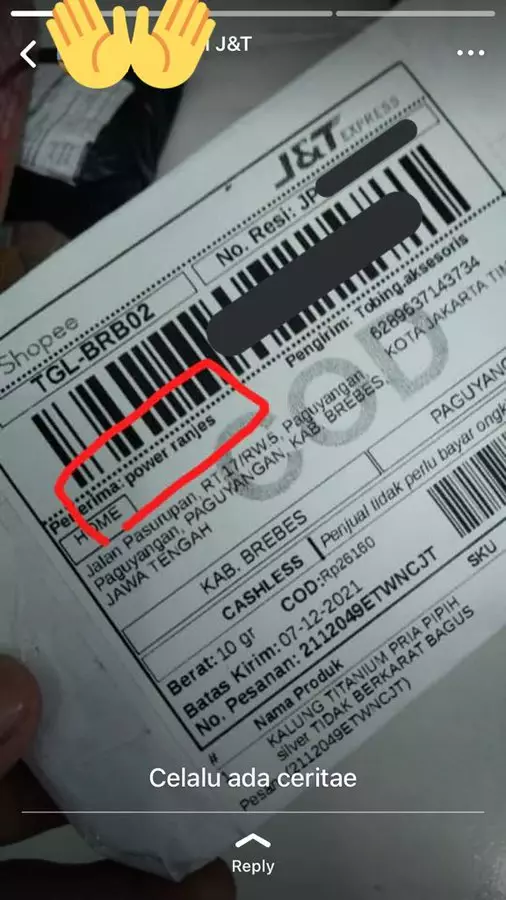 J&T
J&T EXPRESS
No. Resi: JP
Shopee
TGL-BRB02
Pengirim: Tobing.aksesoris
6289637143734
KOTA JAKARTA TIM
COD
Penerima: power ranjes
HOME
Jalan Pasurupan, RT.17/RW.5, Paguyangan,
Paguyangan, PAGUYANGAN, KAB. BREBES,
JAWA TENGAH
KAB. BREBES
PAGUYANG
CASHLESS
Penjual tidak perlu bayar ongk
Berat: 10 gr
COD:Rp26160
Batas Kirim: 07-12-2021
No. Pesanan: 2112049ETWNCJT
# Nama Produk
SKU
1 KALUNG TITANIUM PRIA PIPIH
silver TIDAK BERKARAT BAGUS
Pesan: (2112049ETWNCJT)
Celalu ada ceritae
Reply